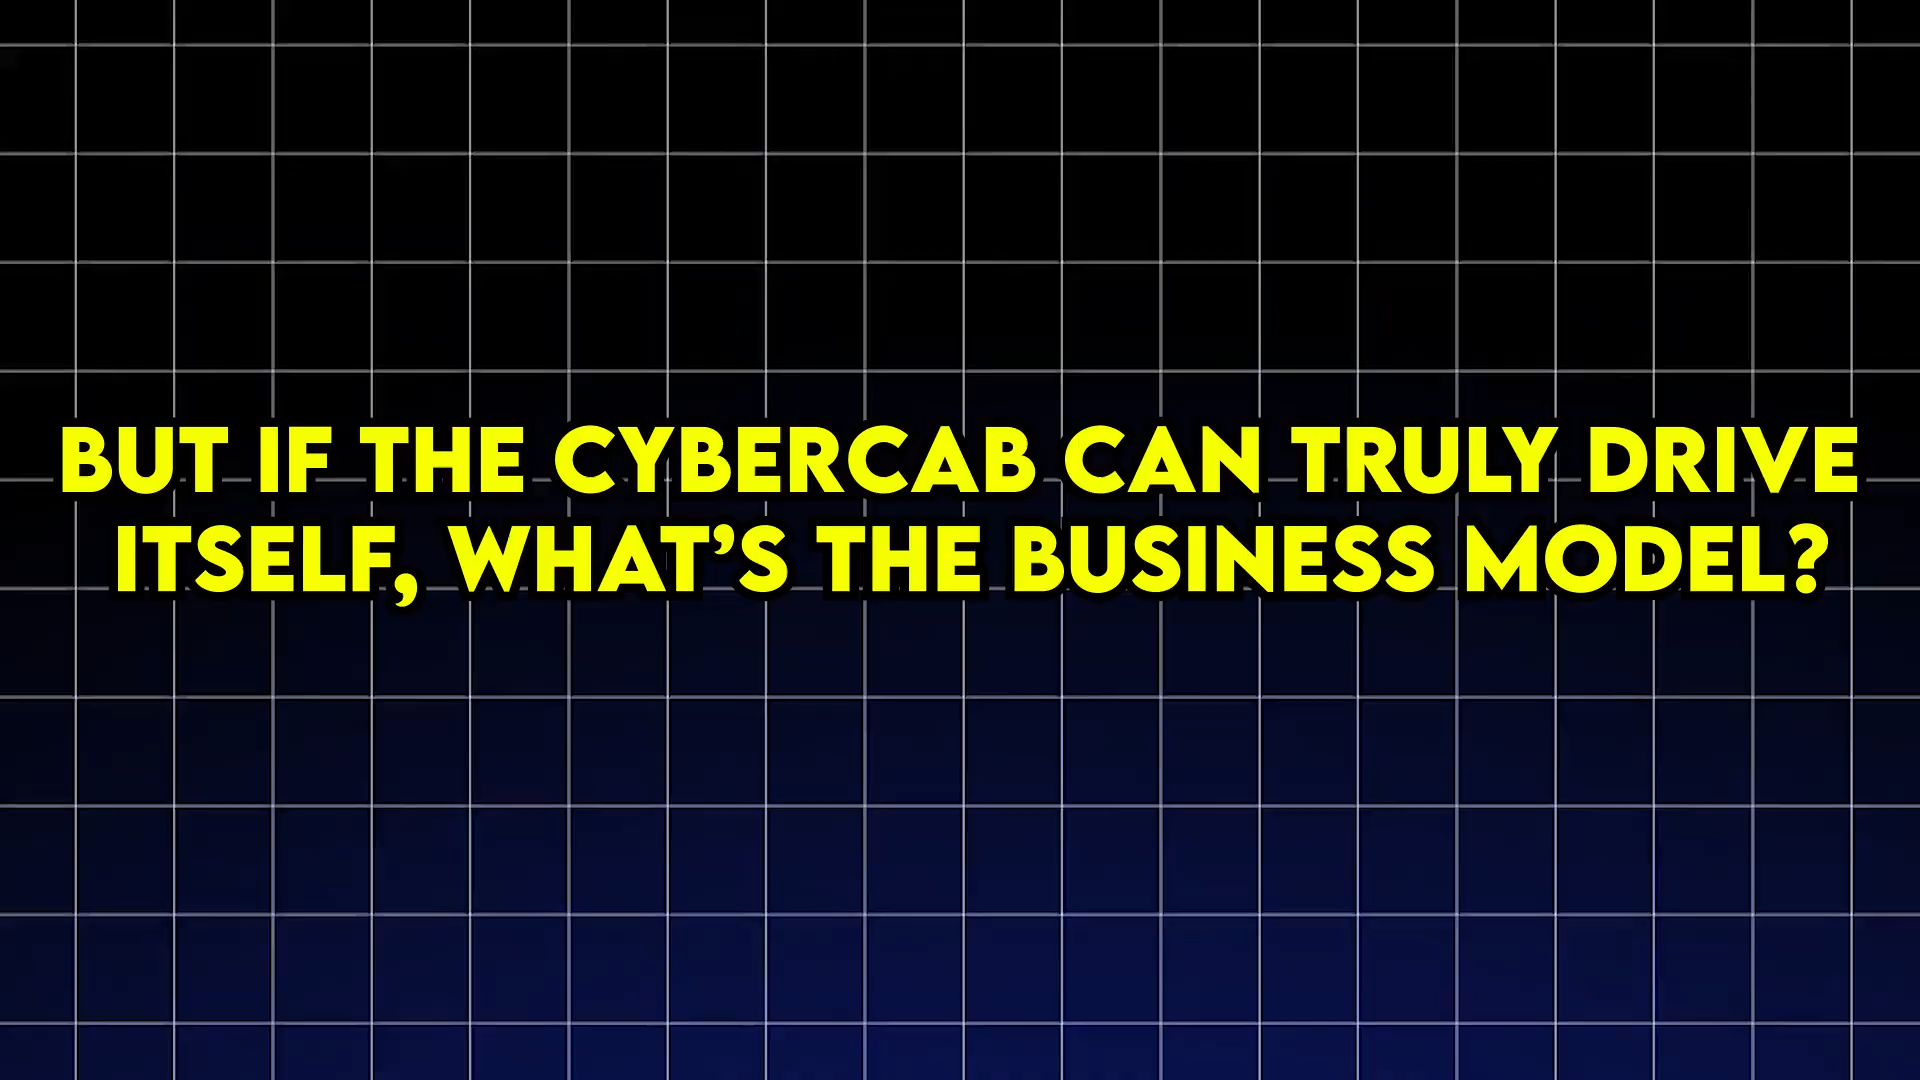 BUT IF THE CYBERCAB CAN TRULY DRIVE
ITSELF, WHAT’S THE BUSINESS MODEL?